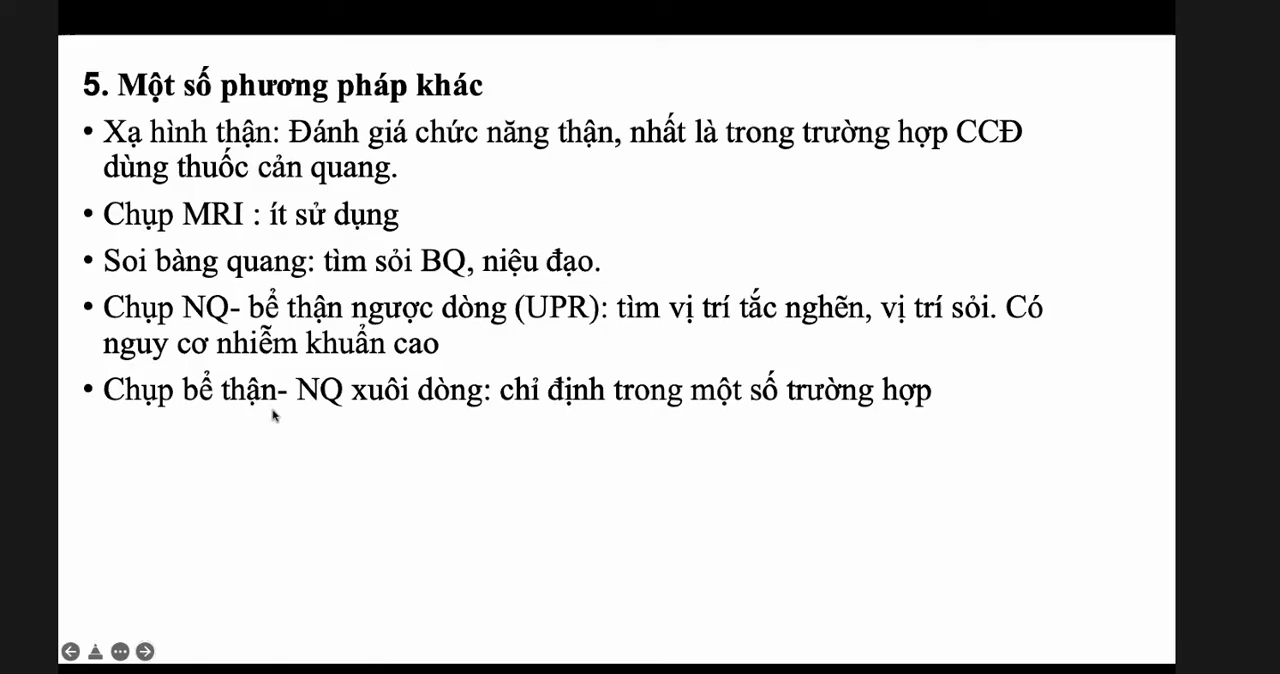 5. Một số phương pháp khác
• Xạ hình thận: Đánh giá chức năng thận, nhất là trong trường hợp CCĐ
dùng thuốc cản quang.
• Chụp MRI : ít sử dụng
• Soi bàng quang: tìm sỏi BQ, niệu đạo.
• Chụp NQ- bể thận ngược dòng (UPR): tìm vị trí tắc nghẽn, vị trí sỏi. Có
nguy cơ nhiễm khuẩn cao
• Chụp bể thận- NQ xuôi dòng: chỉ định trong một số trường hợp